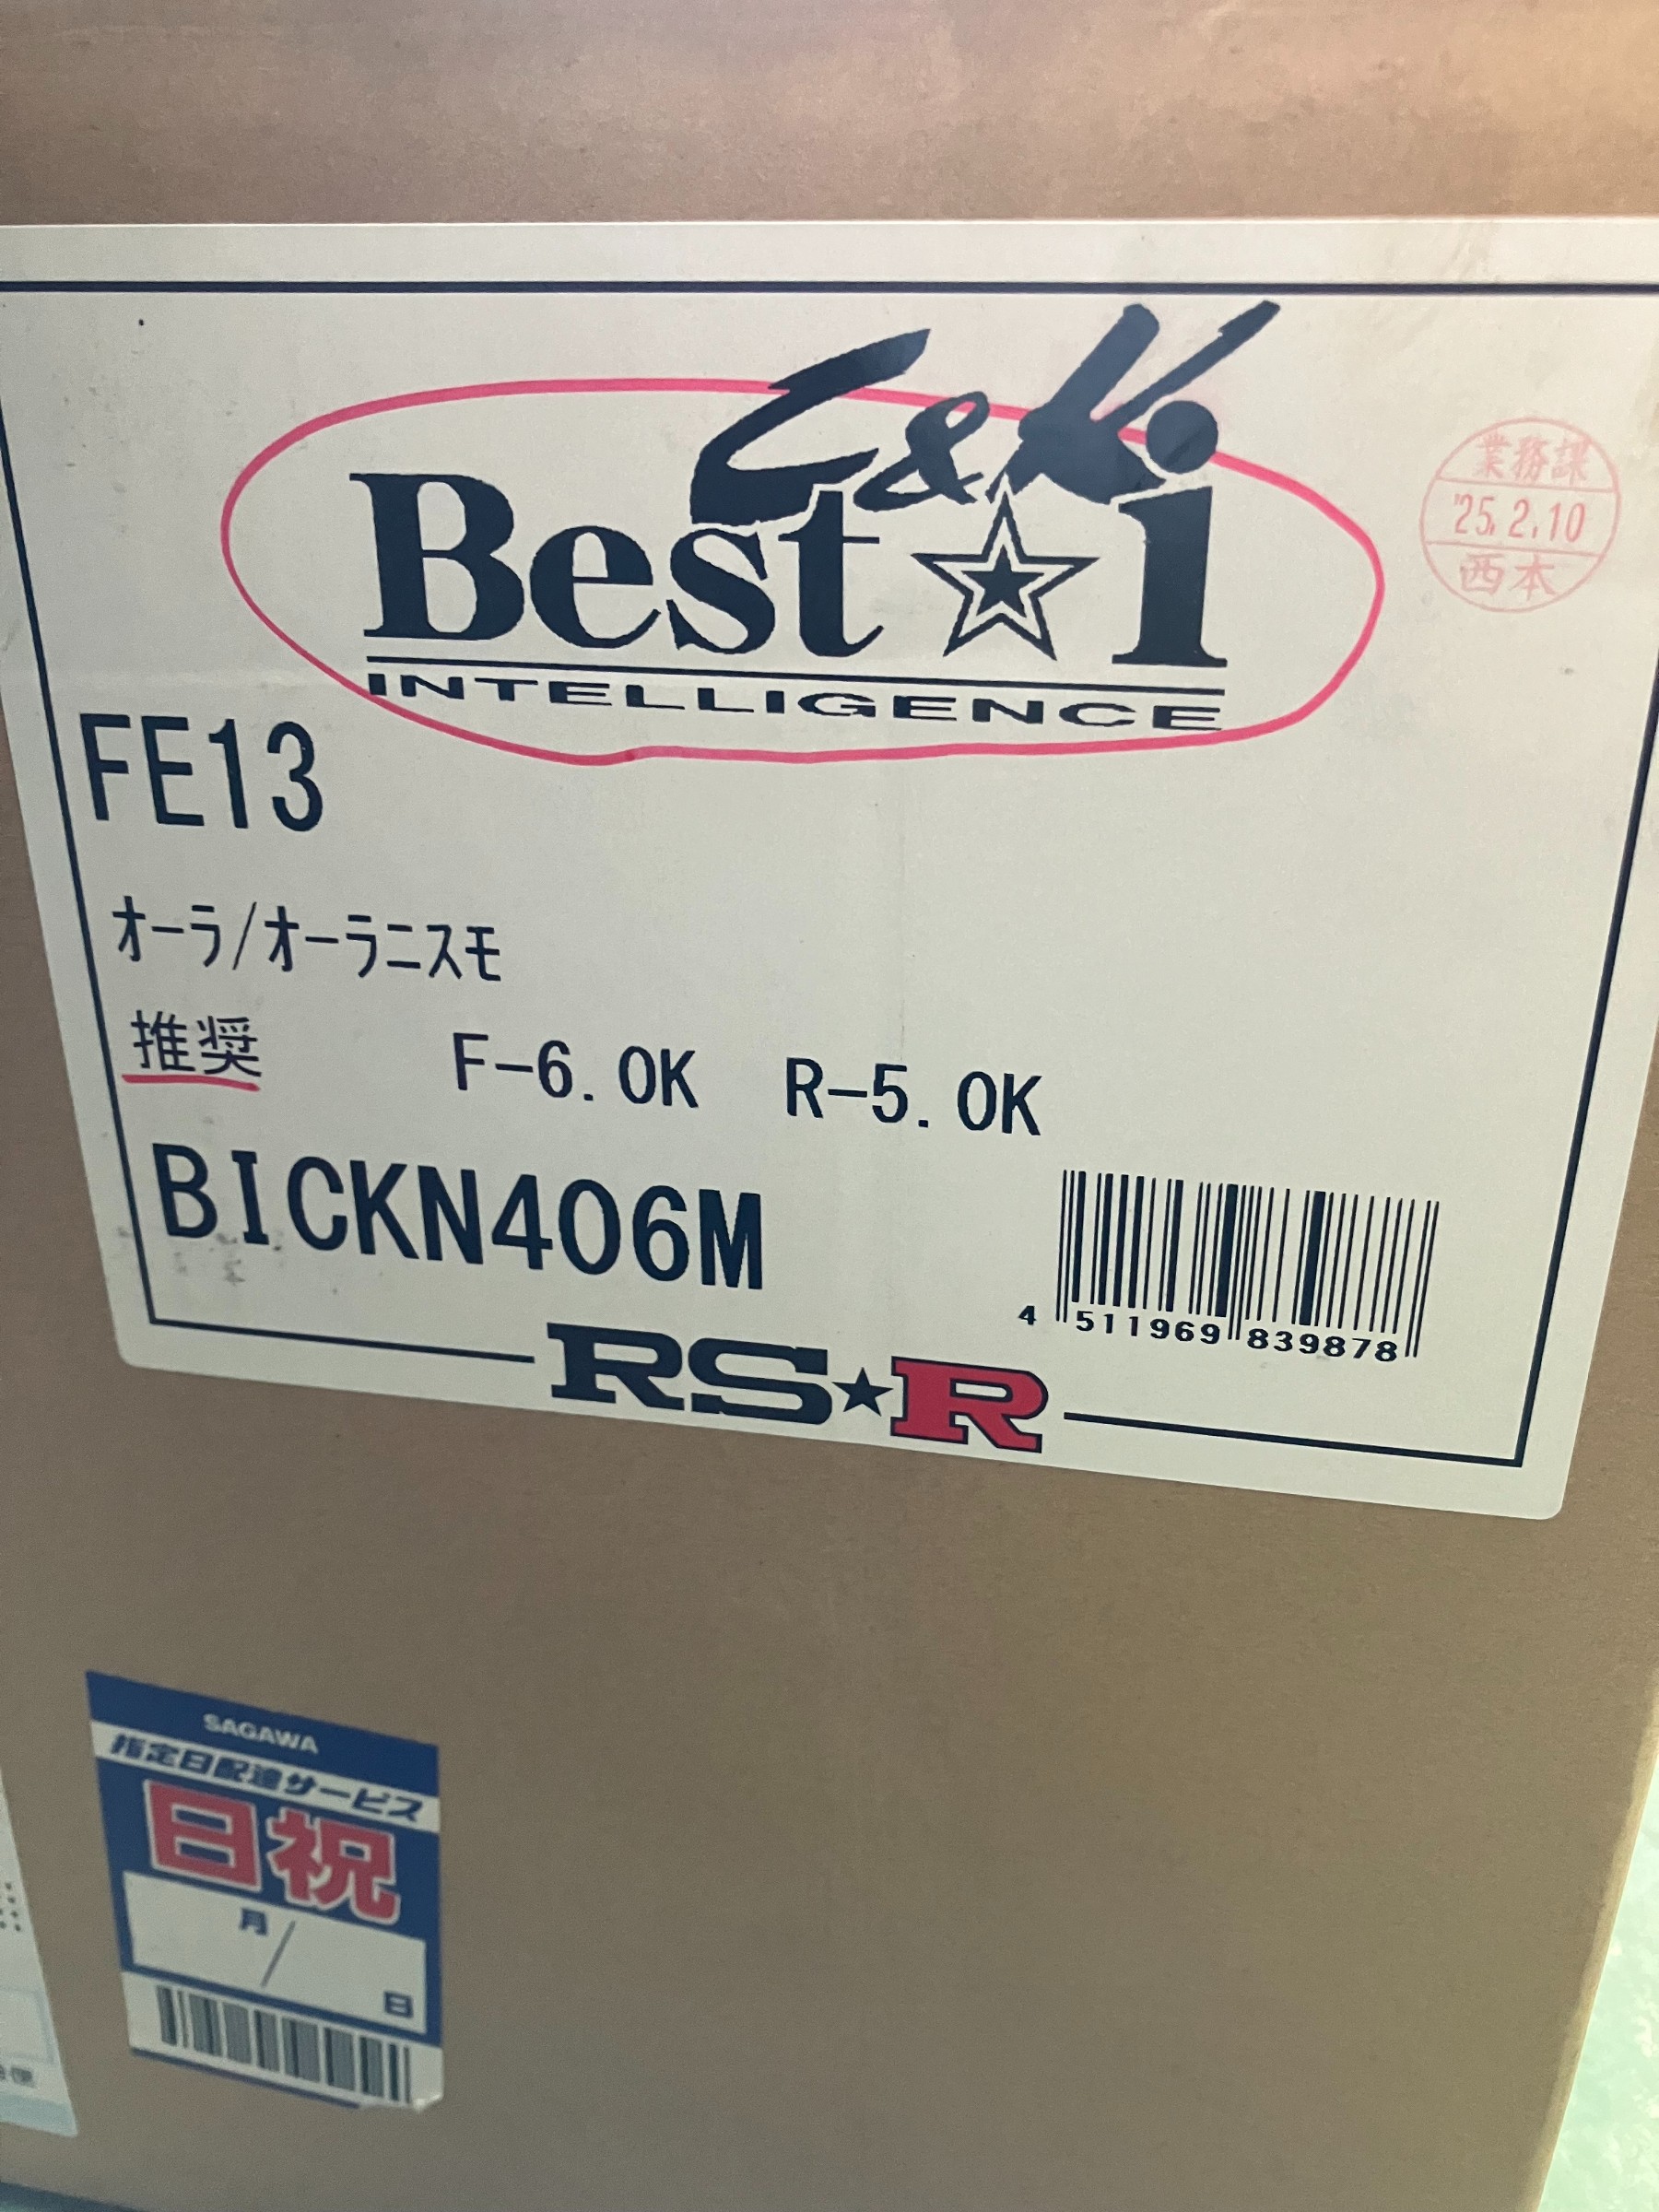 C&K
Best☆i
INTELLIGENCE
業務課
'25.2.10
西本
FE13
オーラ/オーラニスモ
推奨 F-6.0K R-5.0K
BICKN406M
4 511969 839878
RS★R
SAGAWA
指定日配達サービス
日祝
月/日